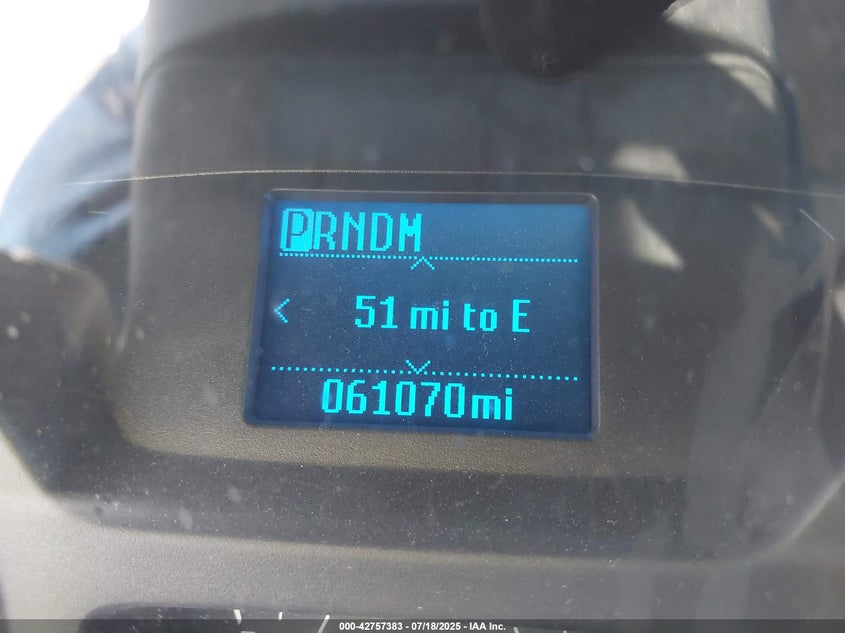 PRNDM
51 mi to E
061070mi
000-42757383 - 07/18/2025 - IAA Inc.